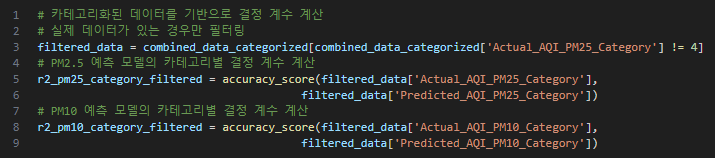 1 # 카테고리화된 데이터를 기반으로 결정 계수 계산
2 # 실제 데이터가 있는 경우만 필터링
3 filtered_data = combined_data_categorized[combined_data_categorized['Actual_AQI_PM25_Category'] != 4]
4 # PM2.5 예측 모델의 카테고리별 결정 계수 계산
5 r2_pm25_category_filtered = accuracy_score(filtered_data['Actual_AQI_PM25_Category'],
6 filtered_data['Predicted_AQI_PM25_Category'])
7 # PM10 예측 모델의 카테고리별 결정 계수 계산
8 r2_pm10_category_filtered = accuracy_score(filtered_data['Actual_AQI_PM10_Category'],
9 filtered_data['Predicted_AQI_PM10_Category'])